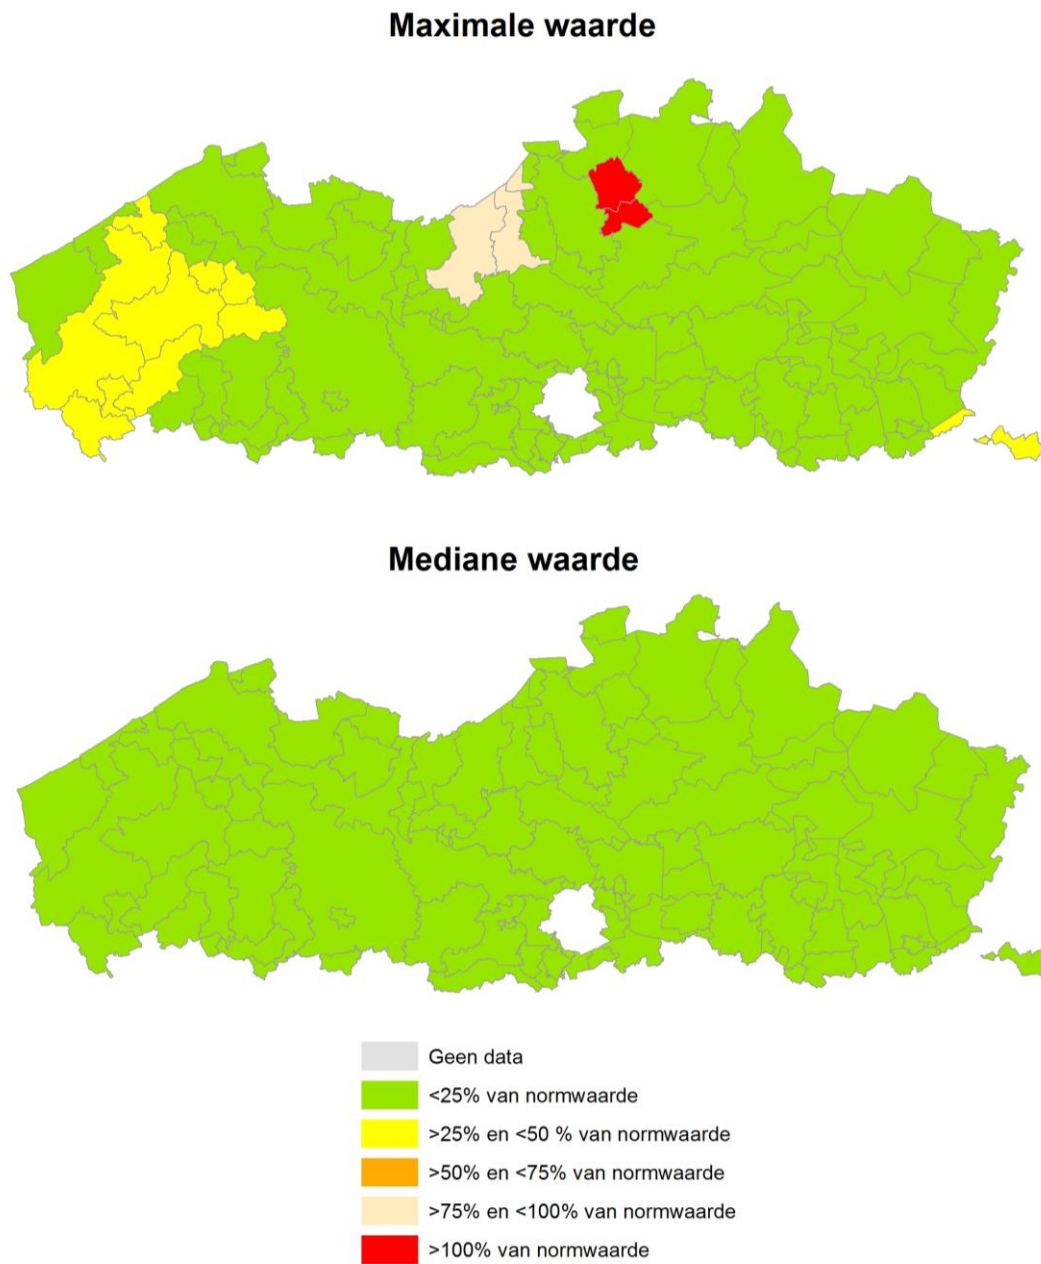 Maximale waarde
Mediane waarde
Geen data
<25% van normwaarde
>25% en <50 % van normwaarde
>50% en <75% van normwaarde
>75% en <100% van normwaarde
>100% van normwaarde